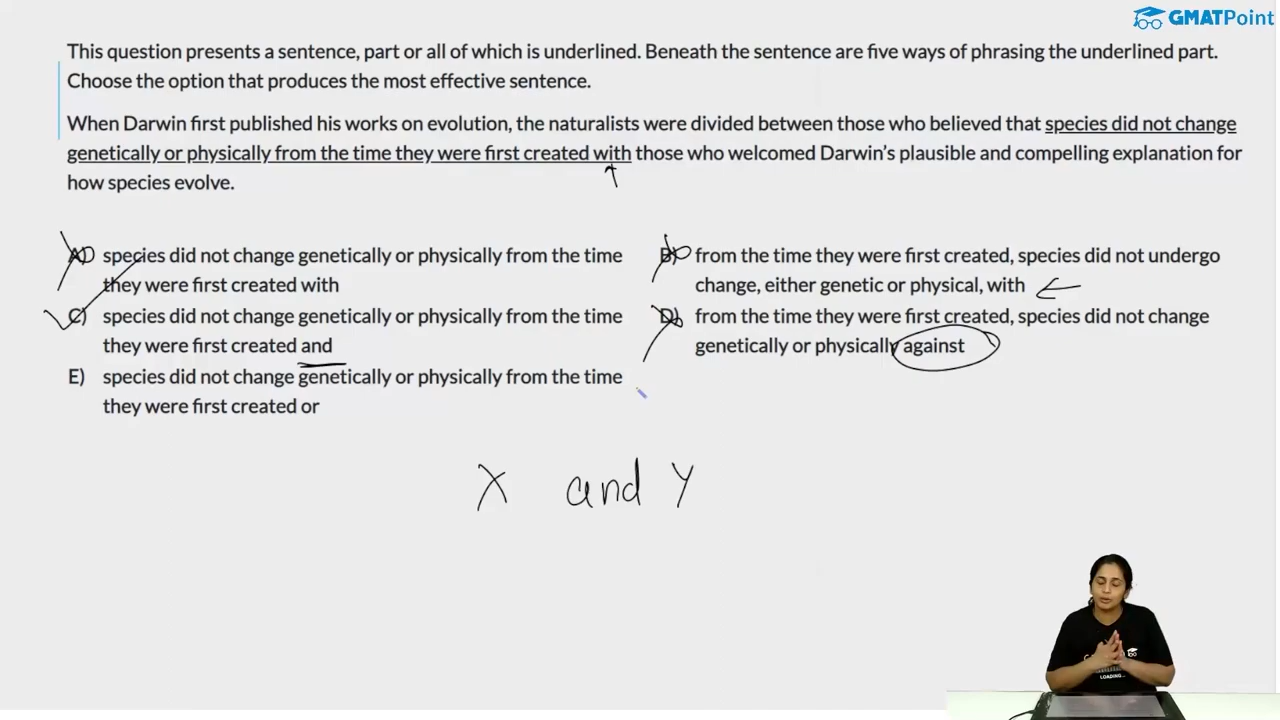 GMATPoint
This question presents a sentence, part or all of which is underlined. Beneath the sentence are five ways of phrasing the underlined part.
Choose the option that produces the most effective sentence.
When Darwin first published his works on evolution, the naturalists were divided between those who believed that species did not change
genetically or physically from the time they were first created with those who welcomed Darwin's plausible and compelling explanation for
how species evolve.
A) species did not change genetically or physically from the time
they were first created with
B) from the time they were first created, species did not undergo
change, either genetic or physical, with
C) species did not change genetically or physically from the time
they were first created and
D) from the time they were first created, species did not change
genetically or physically against
E) species did not change genetically or physically from the time
they were first created or
X and Y
LOADING...